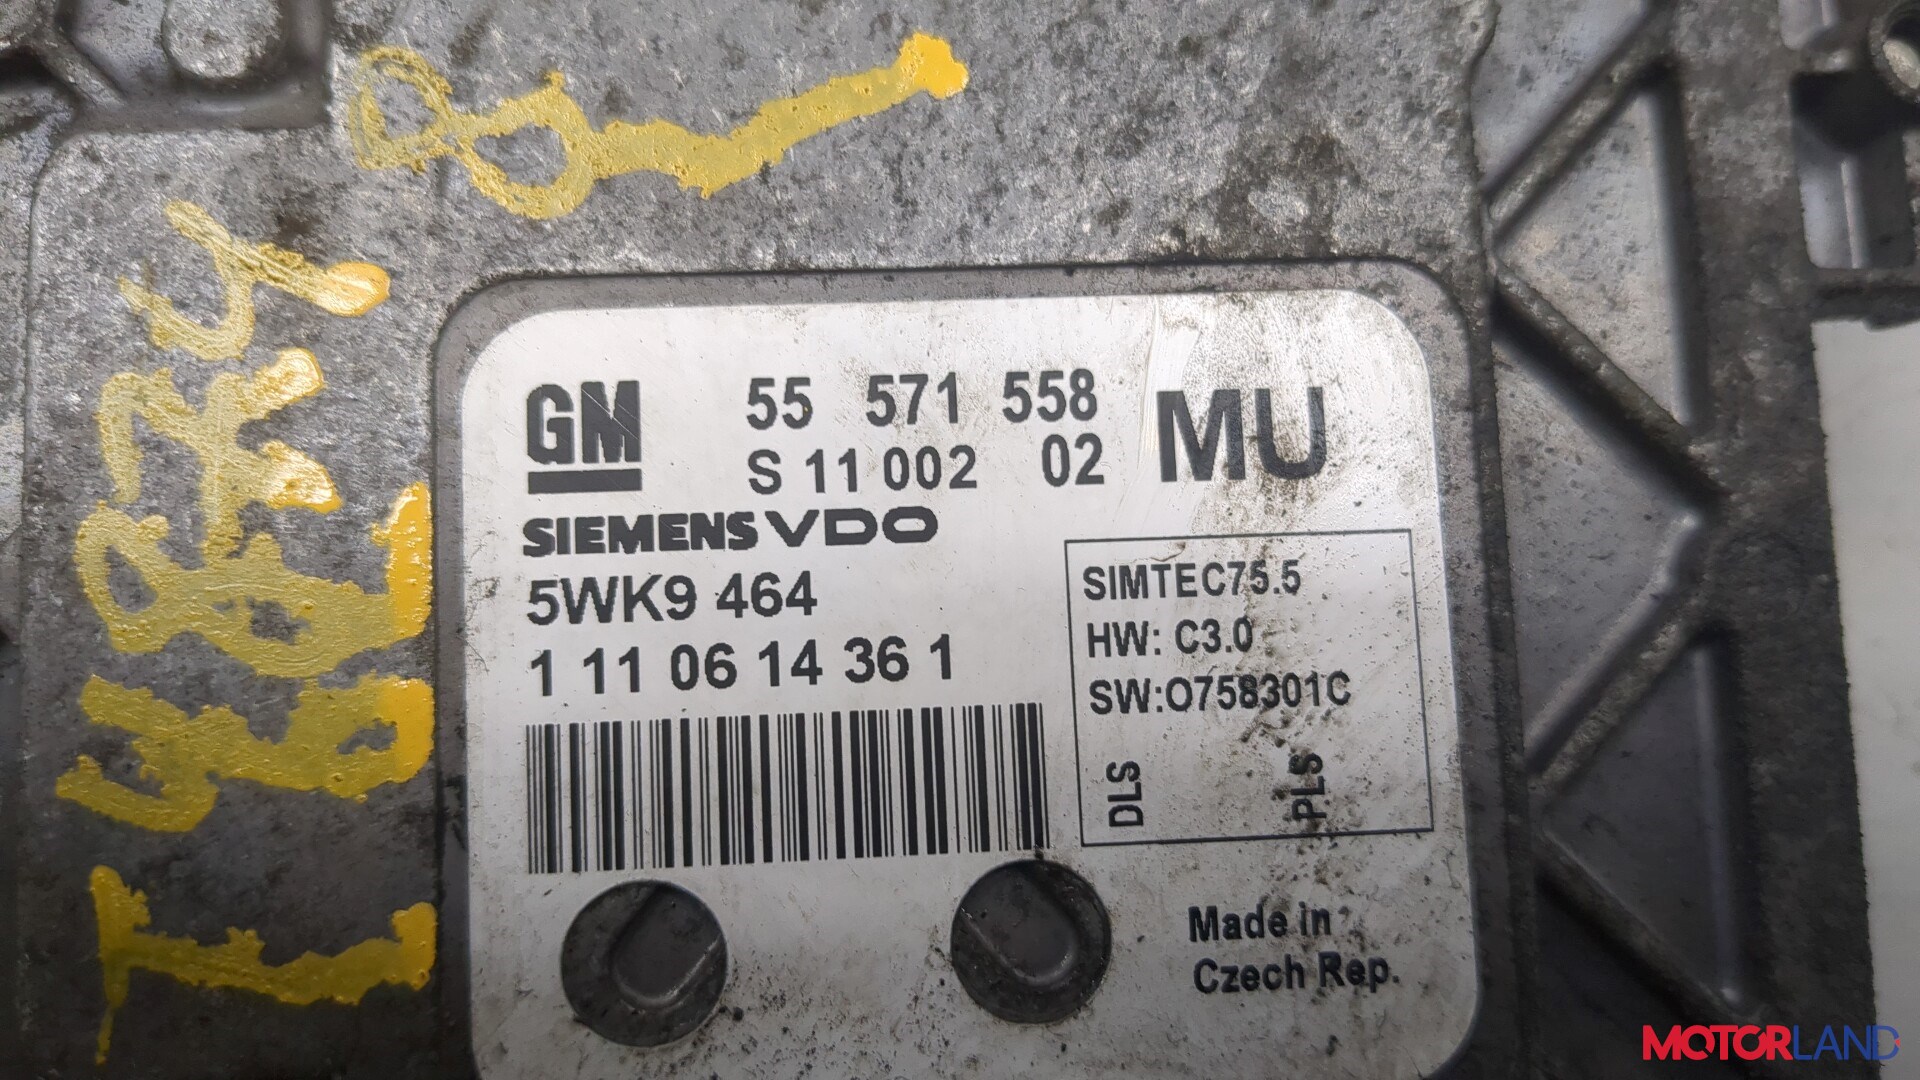 GM 55 571 558 MU
S 11 002 02
SIEMENS VDO
5WK9 464
1 11 06 14 36 1
SIMTEC75.5
HW: C3.0
SW:O758301C
DLS PLS
Made in
Czech Rep.
MOTORLAND